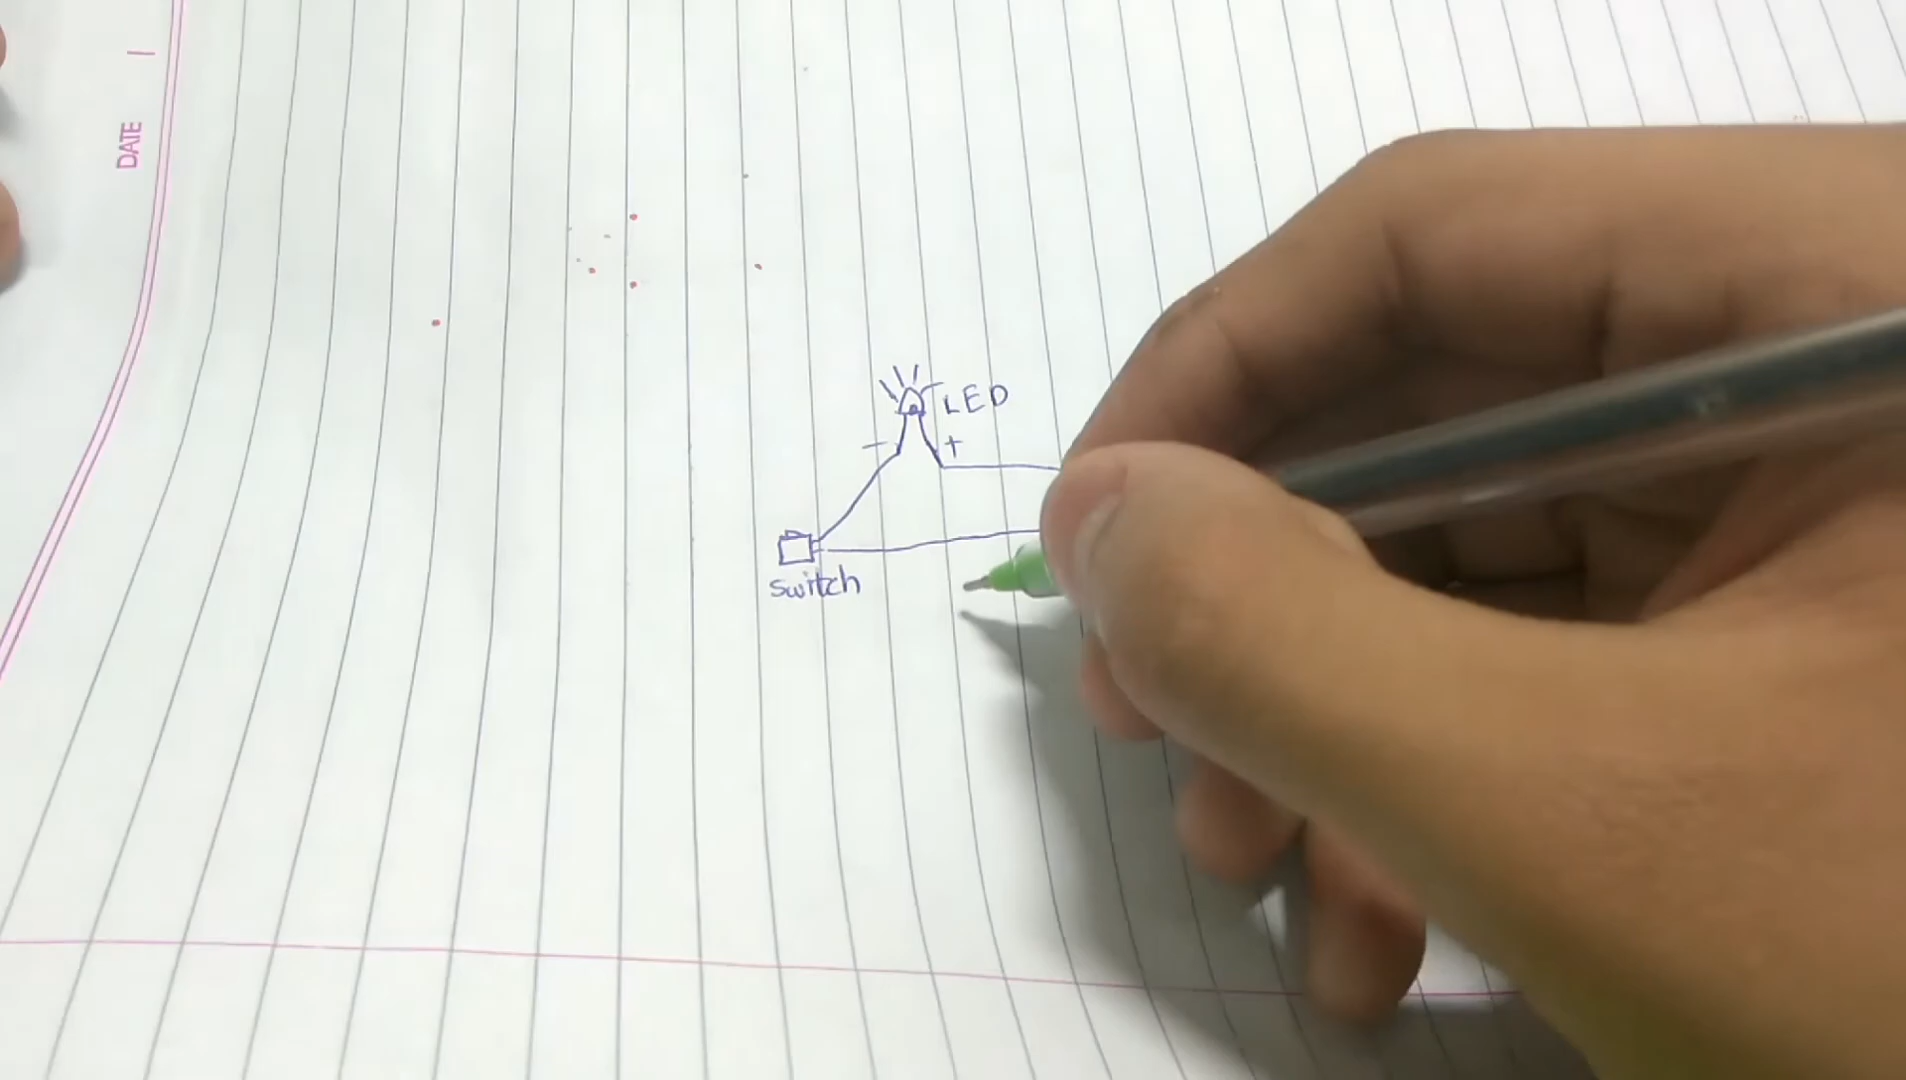 DATE
LED
- +
switch